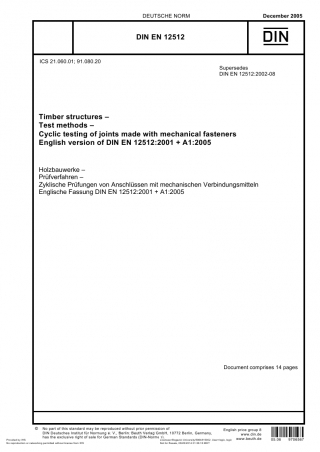 DEUTSCHE NORM
December 2005
DIN EN 12512
DIN
ICS 21.060.01; 91.080.20
Supersedes
DIN EN 12512:2002-08
Timber structures –
Test methods –
Cyclic testing of joints made with mechanical fasteners
English version of DIN EN 12512:2001 + A1:2005
Holzbauwerke –
Prüfverfahren –
Zyklische Prüfungen von Anschlüssen mit mechanischen Verbindungsmitteln
Englische Fassung DIN EN 12512:2001 + A1:2005
Document comprises 14 pages
© No part of this standard may be reproduced without prior permission of
DIN Deutsches Institut für Normung e. V., Berlin. Beuth Verlag GmbH, 10772 Berlin, Germany,
has the exclusive right of sale for German Standards (DIN-Normen).
English price group 8
www.din.de
www.beuth.de
05.06 9706567